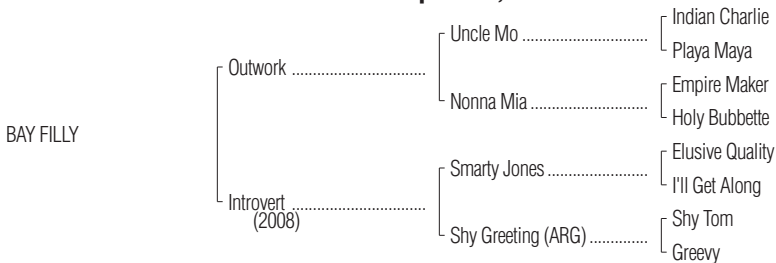 Indian Charlie
Uncle Mo ..............................
Playa Maya
Outwork ................................
Empire Maker
Nonna Mia ............................
Holy Bubbette
BAY FILLY
Elusive Quality
Smarty Jones ........................
I'll Get Along
Introvert ................................
(2008)
Shy Tom
Shy Greeting (ARG) ..............
Greevy